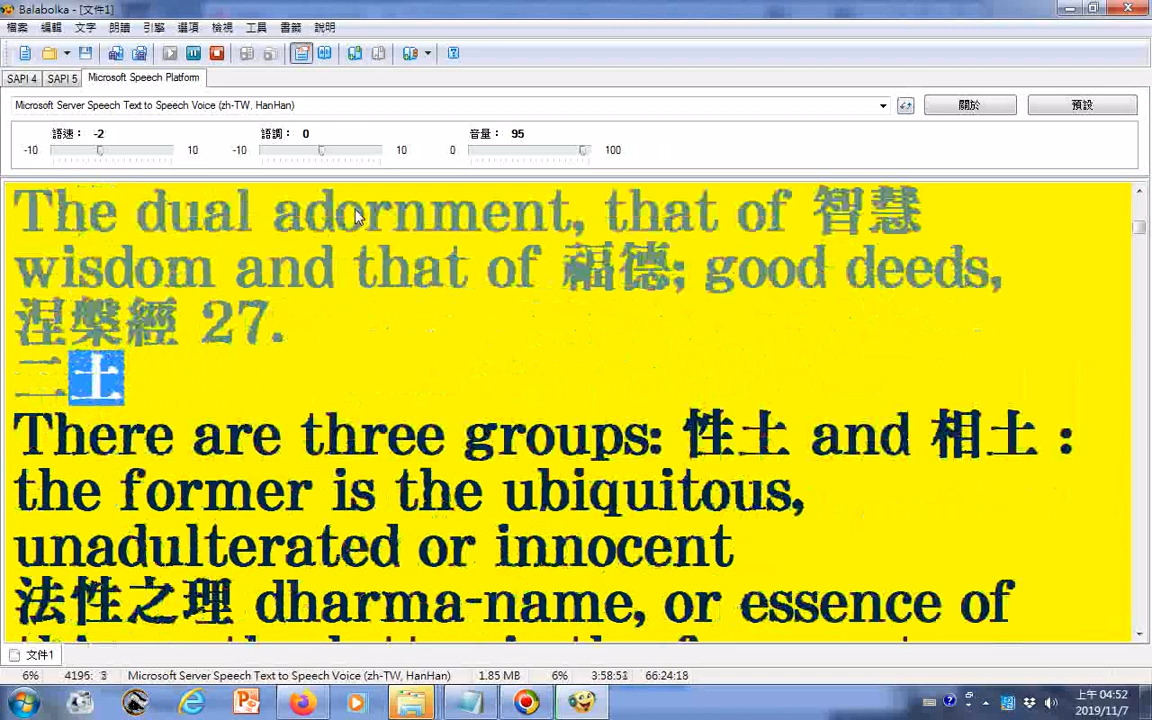 Balabolka - [文件1]
檔案 編輯 文字 朗讀 引擎 選項 檢視 工具 書籤 說明
SAPI 4 SAPI 5 Microsoft Speech Platform
Microsoft Server Speech Text to Speech Voice (zh-TW, HanHan) 關於 預設
語速： -2 語調： 0 音量： 95
-10 10 -10 10 0 100
The dual adornment, that of 智慧
wisdom and that of 福德; good deeds,
涅槃經 27.
二土
There are three groups: 性土 and 相土 :
the former is the ubiquitous,
unadulterated or innocent
法性之理 dharma-name, or essence of
文件1
6% 4195: 3 Microsoft Server Speech Text to Speech Voice (zh-TW, HanHan) 1.85 MB 6% 3:58:51 66:24:18
上午 04:52
2019/11/7